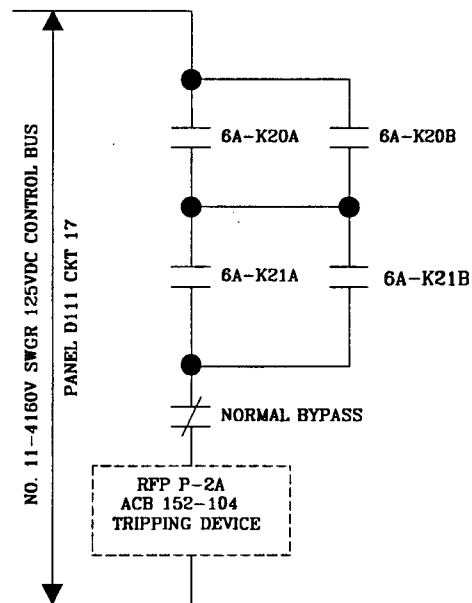 6A-K20A
6A-K20B
6A-K21A
6A-K21B
NORMAL BYPASS
RFP P-2A
ACB 152-104
TRIPPING DEVICE
NO. 11-4160V SWGR 125VDC CONTROL BUS
PANEL D111 CKT 17